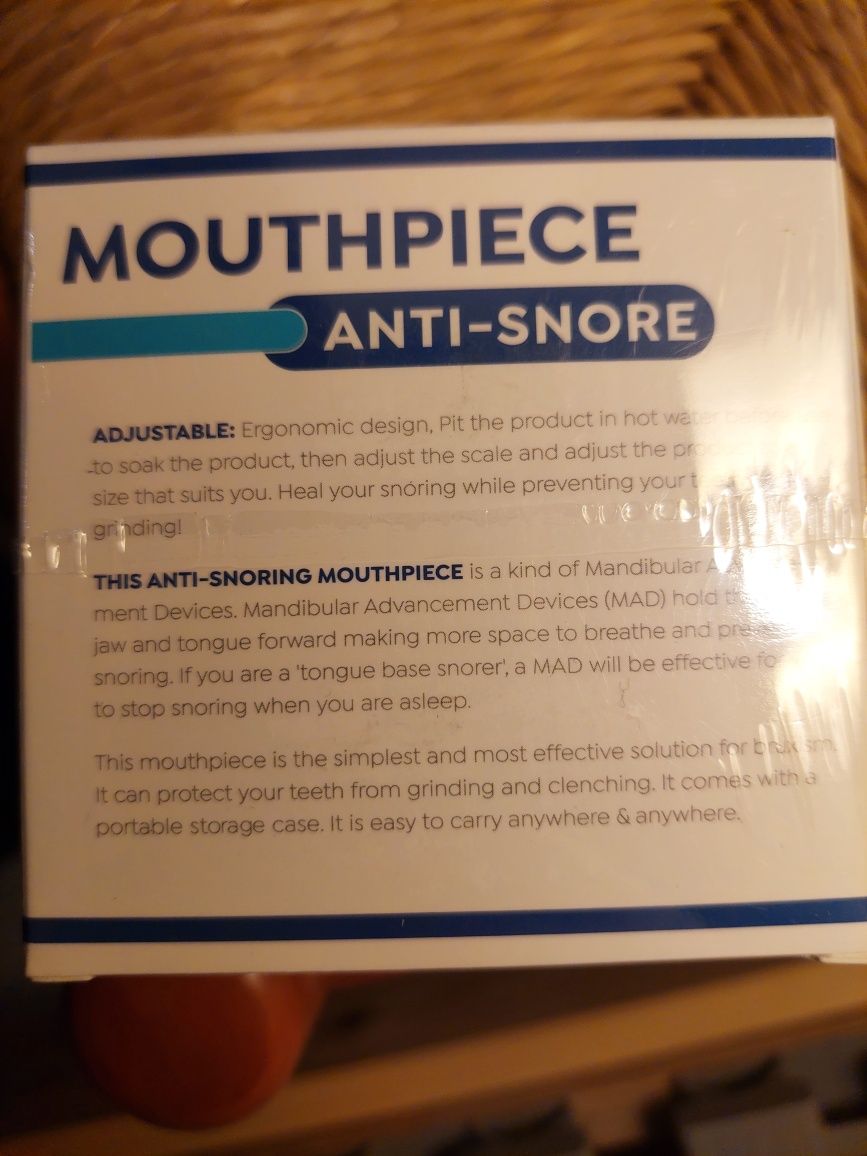 MOUTHPIECE
ANTI-SNORE
ADJUSTABLE: Ergonomic design, Pit the product in hot water
to soak the product, then adjust the scale and adjust the
size that suits you. Heal your snoring while preventing your
grinding!
THIS ANTI-SNORING MOUTHPIECE is a kind of Mandibular
ment Devices. Mandibular Advancement Devices (MAD) hold
jaw and tongue forward making more space to breathe and
snoring. If you are a 'tongue base snorer', a MAD will be effective
to stop snoring when you are asleep.
This mouthpiece is the simplest and most effective solution for bruxism.
It can protect your teeth from grinding and clenching. It comes with a
portable storage case. It is easy to carry anywhere & anywhere.